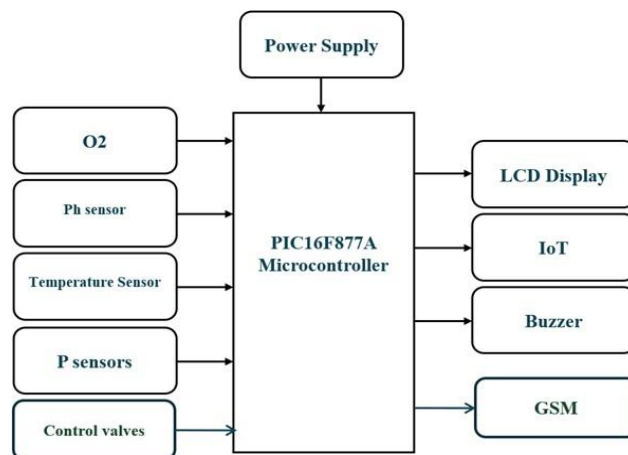 Power Supply
O2
Ph sensor
Temperature Sensor
P sensors
Control valves
PIC16F877A
Microcontroller
LCD Display
IoT
Buzzer
GSM